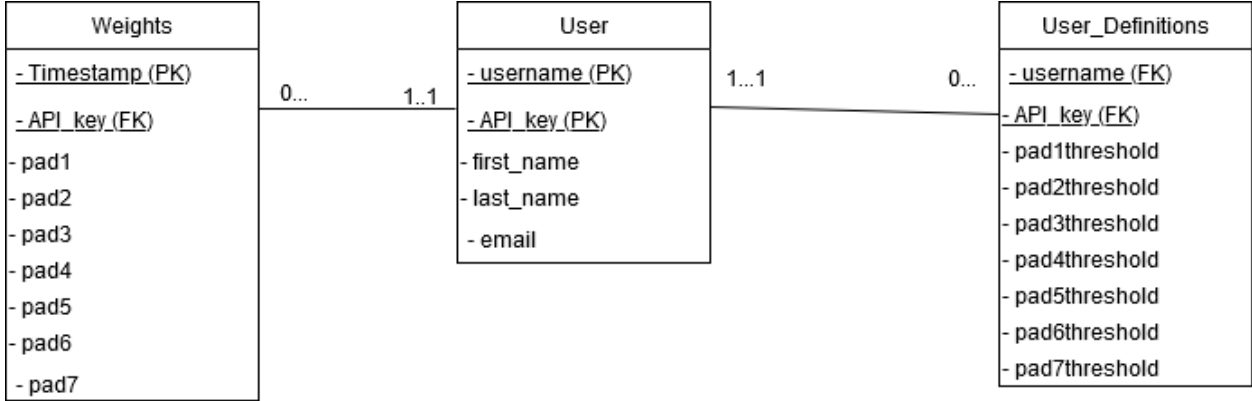 Weights
- Timestamp (PK)
- API_key (FK)
- pad1
- pad2
- pad3
- pad4
- pad5
- pad6
- pad7
0...
1..1
User
- username (PK)
- API_key (PK)
- first_name
- last_name
- email
1...1
0...
User_Definitions
- username (FK)
- API_key (FK)
- pad1threshold
- pad2threshold
- pad3threshold
- pad4threshold
- pad5threshold
- pad6threshold
- pad7threshold